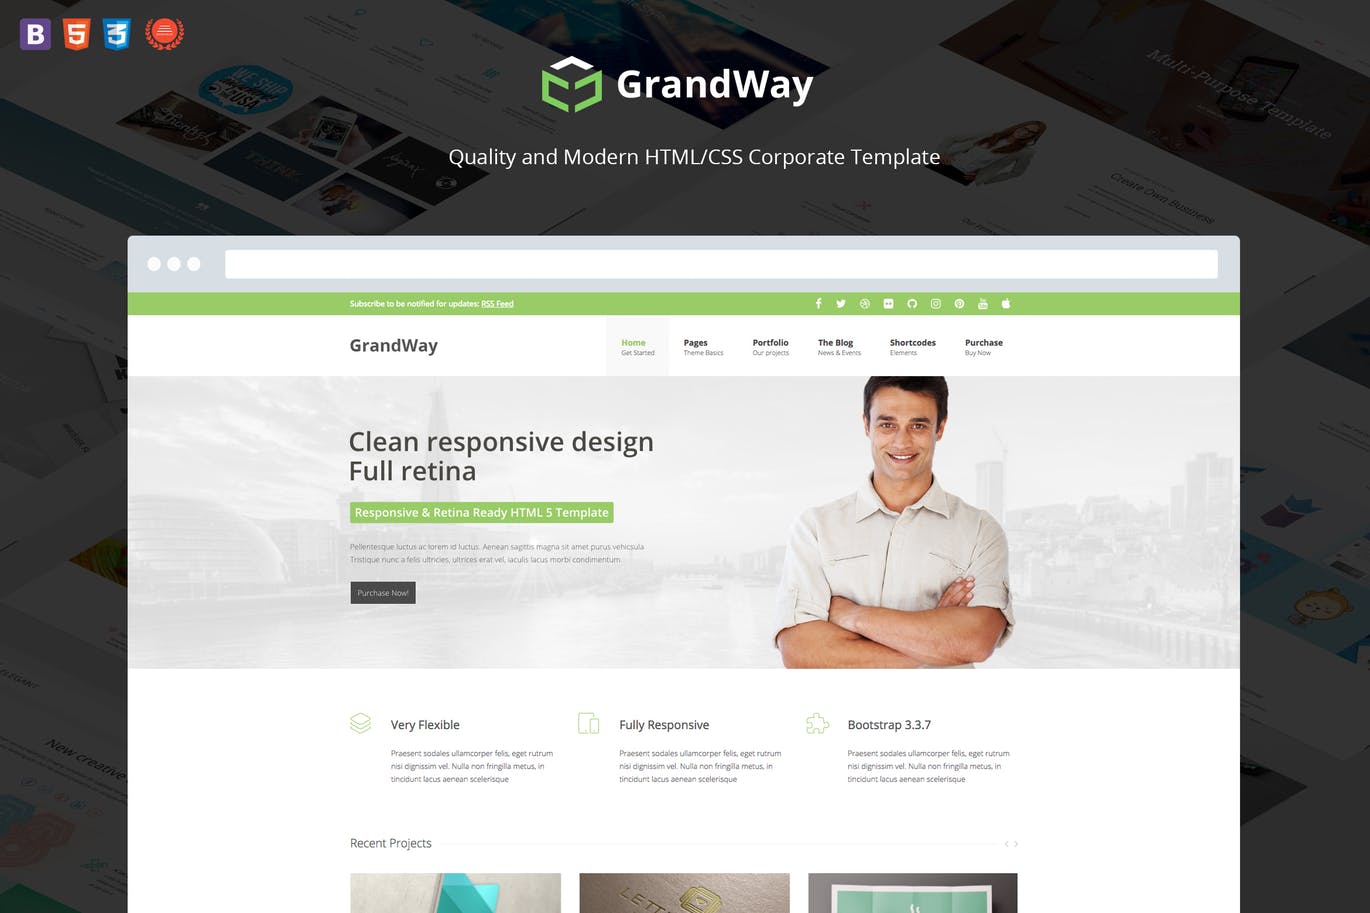 B
5
3
GrandWay
Quality and Modern HTML/CSS Corporate Template
WE SHIP
Thanks
THINK
Multi-Purpose Template
Create Own Business
New creative
ELEGANT
Subscribe to be notified for updates: RSS Feed
GrandWay
Home Pages Portfolio The Blog Shortcodes Purchase
Get Started Theme Basics Our projects News & Events Elements Buy Now
Clean responsive design
Full retina
Responsive & Retina Ready HTML 5 Template
Pellentesque luctus ac lorem id luctus. Aenean sagittis magna sit amet purus vehicsula
Tristique nunc a felis ultricies, ultrices erat vel, iaculis lacus morbi condimentum.
Purchase Now!
Very Flexible
Praesent sodales ullamcorper felis, eget rutrum
nisi dignissim vel. Nulla non fringilla metus, in
tincidunt lacus aenean scelerisque
Fully Responsive
Praesent sodales ullamcorper felis, eget rutrum
nisi dignissim vel. Nulla non fringilla metus, in
tincidunt lacus aenean scelerisque
Bootstrap 3.3.7
Praesent sodales ullamcorper felis, eget rutrum
nisi dignissim vel. Nulla non fringilla metus, in
tincidunt lacus aenean scelerisque
Recent Projects